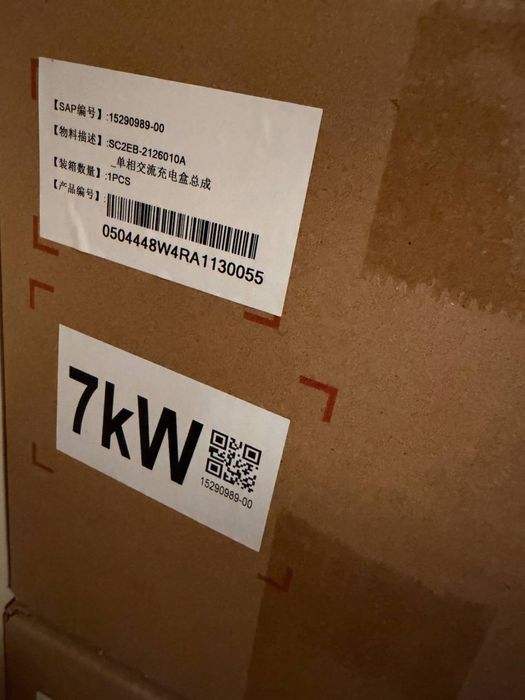 【SAP编号】:15290989-00
【物料描述】:SC2EB-2126010A
_单相交流充电盒总成
【装箱数量】:1PCS
【产品编号】:
0504448W4RA1130055
7kW
15290989-00